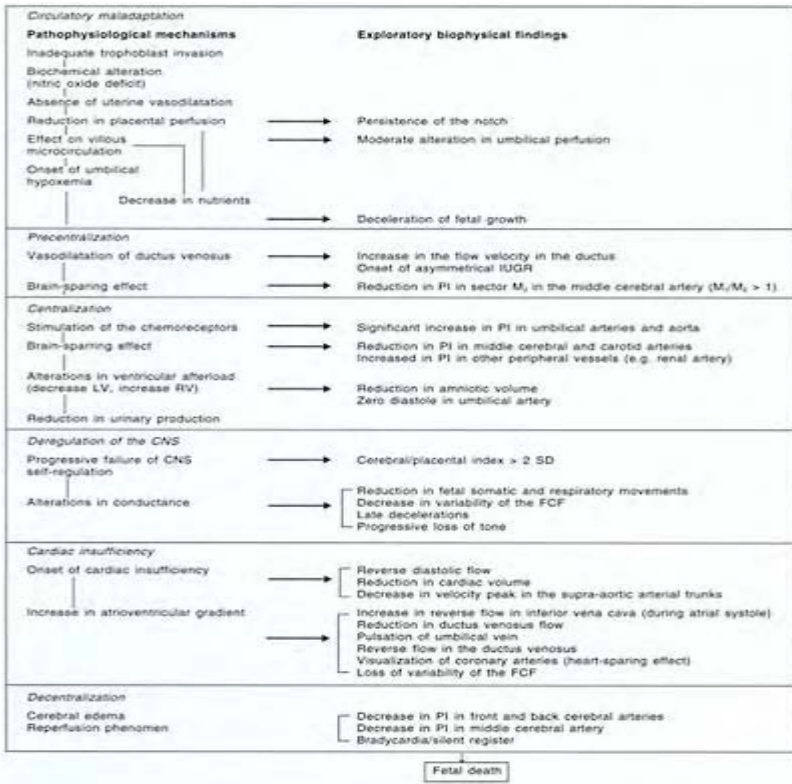 Circulatory maladaptation
Pathophysiological mechanisms Exploratory biophysical findings
Inadequate trophoblast invasion
Biochemical alteration
(nitric oxide deficit)
Absence of uterine vasodilatation
Reduction in placental perfusion Persistence of the notch
Effect on villous Moderate alteration in umbilical perfusion
microcirculation
Onset of umbilical
hypoxemia
Decrease in nutrients
Deceleration of fetal growth
Precentralization
Vasodilatation of ductus venosus Increase in the flow velocity in the ductus
Onset of asymmetrical IUGR
Brain-sparing effect Reduction in PI in sector M₂ in the middle cerebral artery (M₁/M₂ > 1)
Centralization
Stimulation of the chemoreceptors Significant increase in PI in umbilical arteries and aorta
Brain-sparring effect Reduction in PI in middle cerebral and carotid arteries
Increased in PI in other peripheral vessels (e.g. renal artery)
Alterations in ventricular afterload
(decrease LV, increase RV) Reduction in amniotic volume
Zero diastole in umbilical artery
Reduction in urinary production
Deregulation of the CNS
Progressive failure of CNS Cerebral/placental index > 2 SD
self-regulation
Reduction in fetal somatic and respiratory movements
Alterations in conductance Decrease in variability of the FCF
Late decelerations
Progressive loss of tone
Cardiac insufficiency
Onset of cardiac insufficiency Reverse diastolic flow
Reduction in cardiac volume
Decrease in velocity peak in the supra-aortic arterial trunks
Increase in atrioventricular gradient Increase in reverse flow in inferior vena cava (during atrial systole)
Reduction in ductus venosus flow
Pulsation of umbilical vein
Reverse flow in the ductus venosus
Visualization of coronary arteries (heart-sparing effect)
Loss of variability of the FCF
Decentralization
Cerebral edema Decrease in PI in front and back cerebral arteries
Reperfusion phenomen Decrease in PI in middle cerebral artery
Bradycardia/silent register
Fetal death